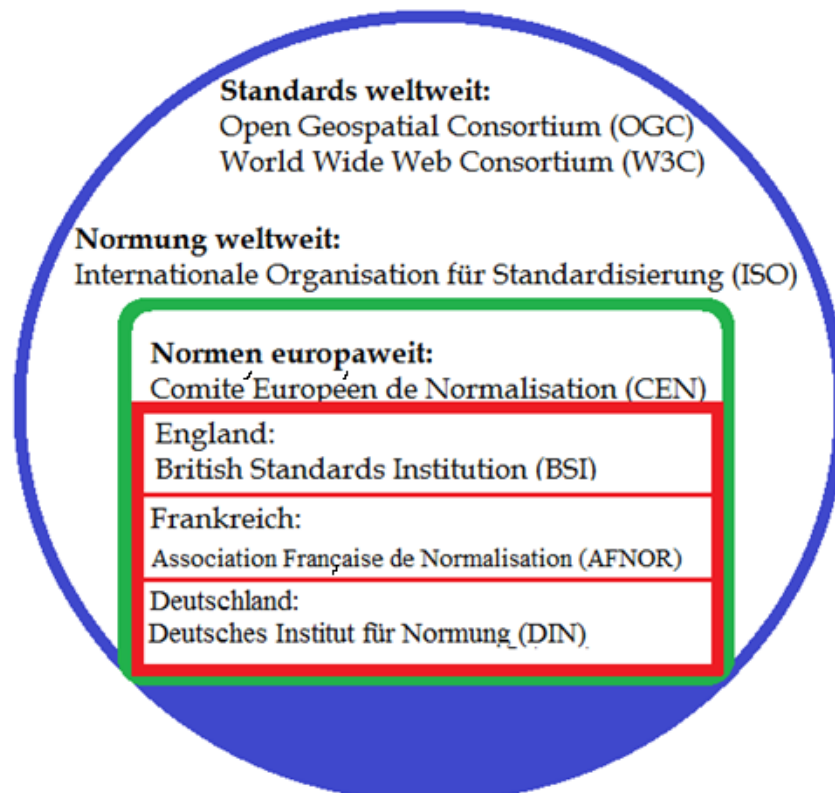 Standards weltweit:
Open Geospatial Consortium (OGC)
World Wide Web Consortium (W3C)
Normung weltweit:
Internationale Organisation für Standardisierung (ISO)
Normen europaweit:
Comité Européen de Normalisation (CEN)
England:
British Standards Institution (BSI)
Frankreich:
Association Française de Normalisation (AFNOR)
Deutschland:
Deutsches Institut für Normung (DIN)